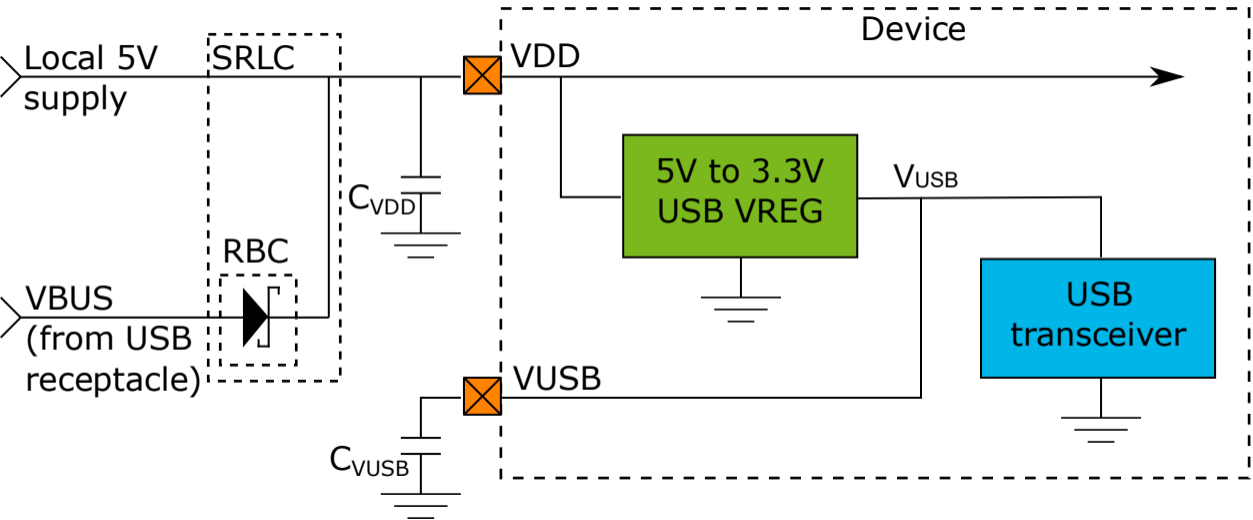 Device
Local 5V
supply
SRLC
VDD
5V to 3.3V
USB VREG
VUSB
CVDD
RBC
VBUS
(from USB
receptacle)
USB
transceiver
VUSB
CVUSB